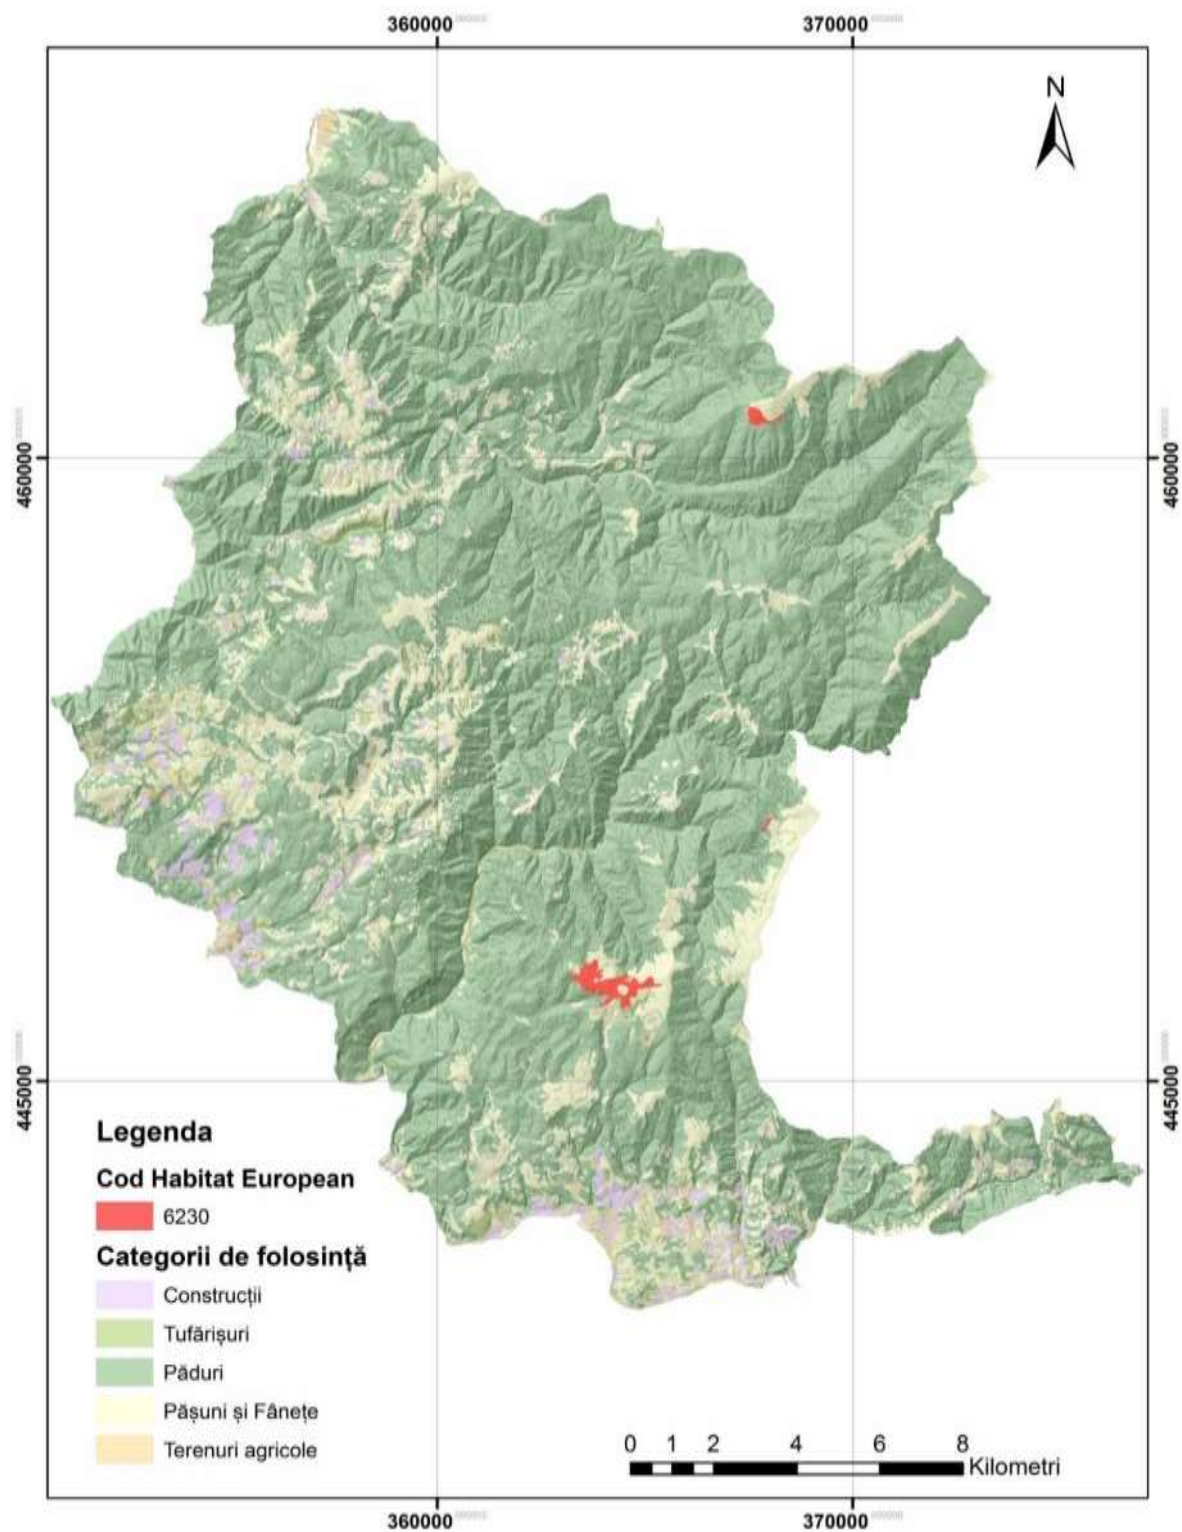 360000 370000
N
460000 460000
445000 445000
Legenda
Cod Habitat European
6230
Categorii de folosință
Construcții
Tufărișuri
Păduri
Pășuni și Fânețe
Terenuri agricole
0 1 2 4 6 8
Kilometri
360000 370000